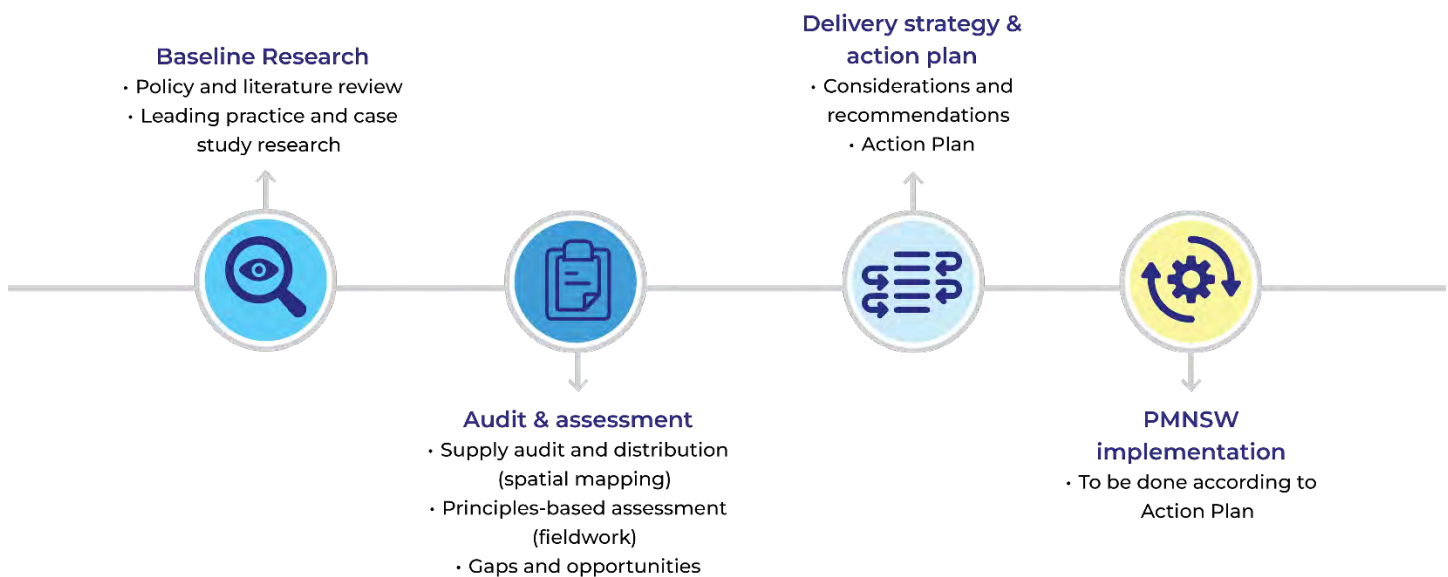 Baseline Research
• Policy and literature review
• Leading practice and case
study research
Audit & assessment
• Supply audit and distribution
(spatial mapping)
• Principles-based assessment
(fieldwork)
• Gaps and opportunities
Delivery strategy &
action plan
• Considerations and
recommendations
• Action Plan
PMNSW
implementation
• To be done according to
Action Plan